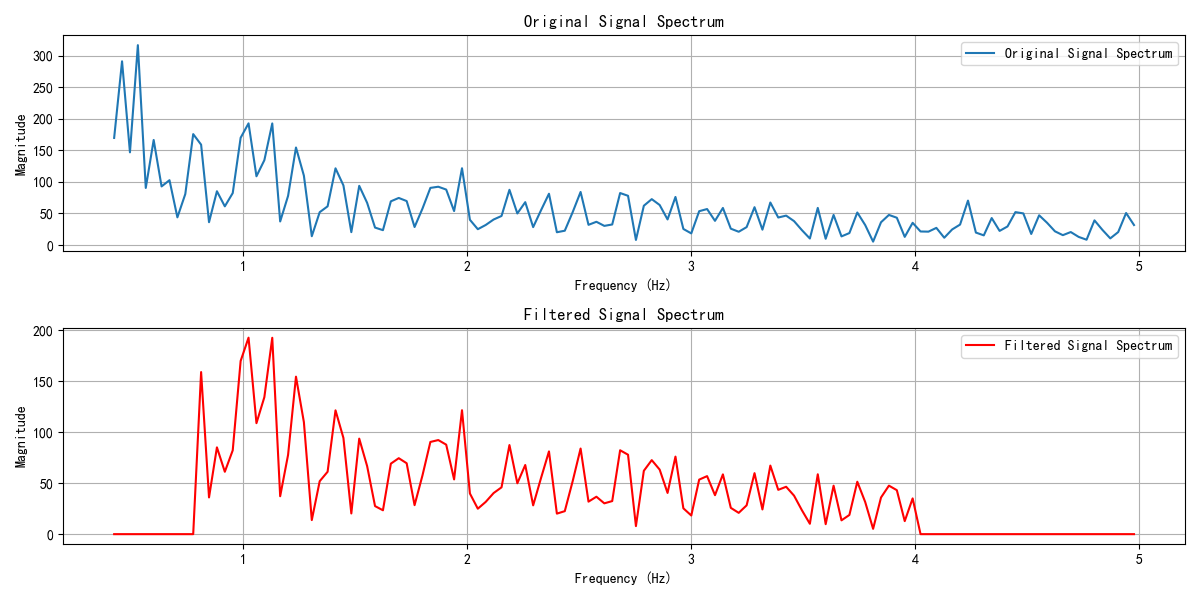 Original Signal Spectrum
Original Signal Spectrum
300
250
200
150
100
50
0
Magnitude
1 2 3 4 5
Frequency (Hz)
Filtered Signal Spectrum
Filtered Signal Spectrum
200
150
100
50
0
Magnitude
1 2 3 4 5
Frequency (Hz)